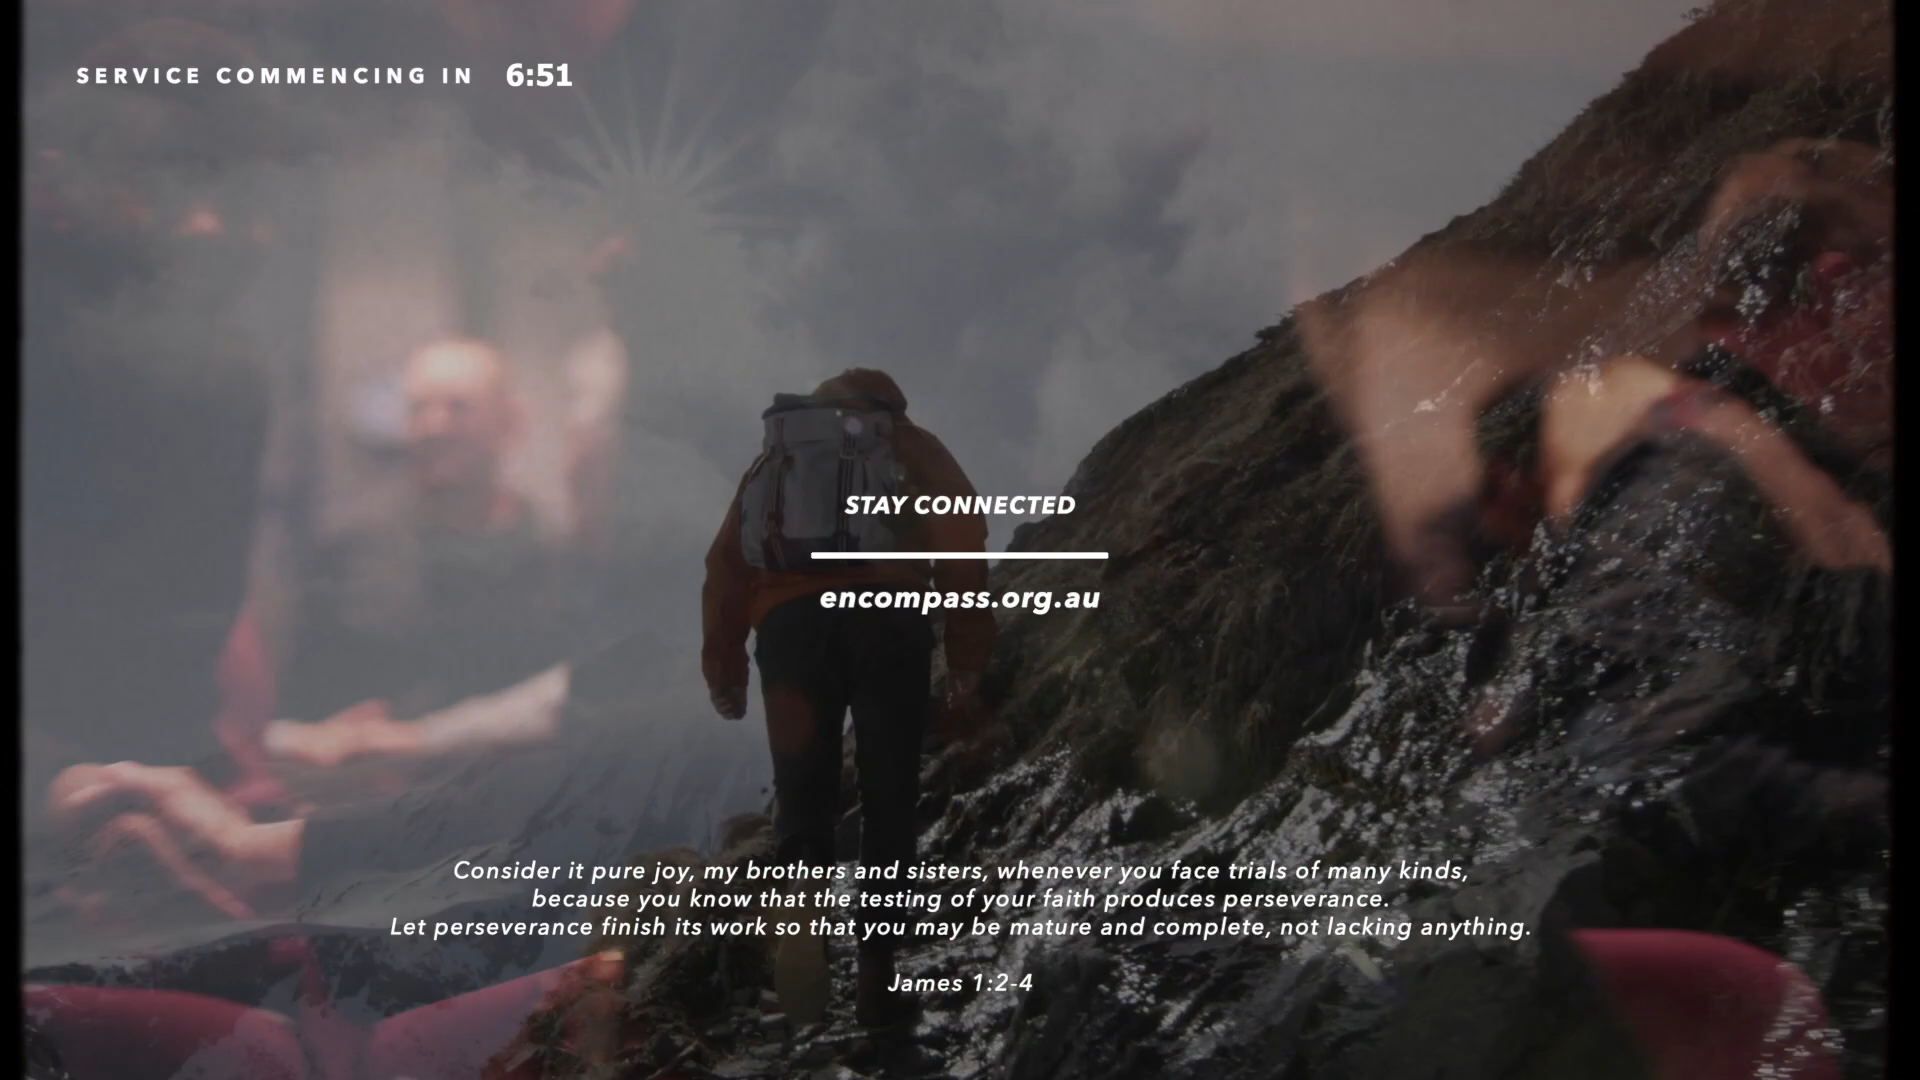 SERVICE COMMENCING IN 6:51
STAY CONNECTED
encompass.org.au
Consider it pure joy, my brothers and sisters, whenever you face trials of many kinds,
because you know that the testing of your faith produces perseverance.
Let perseverance finish its work so that you may be mature and complete, not lacking anything.
James 1:2-4